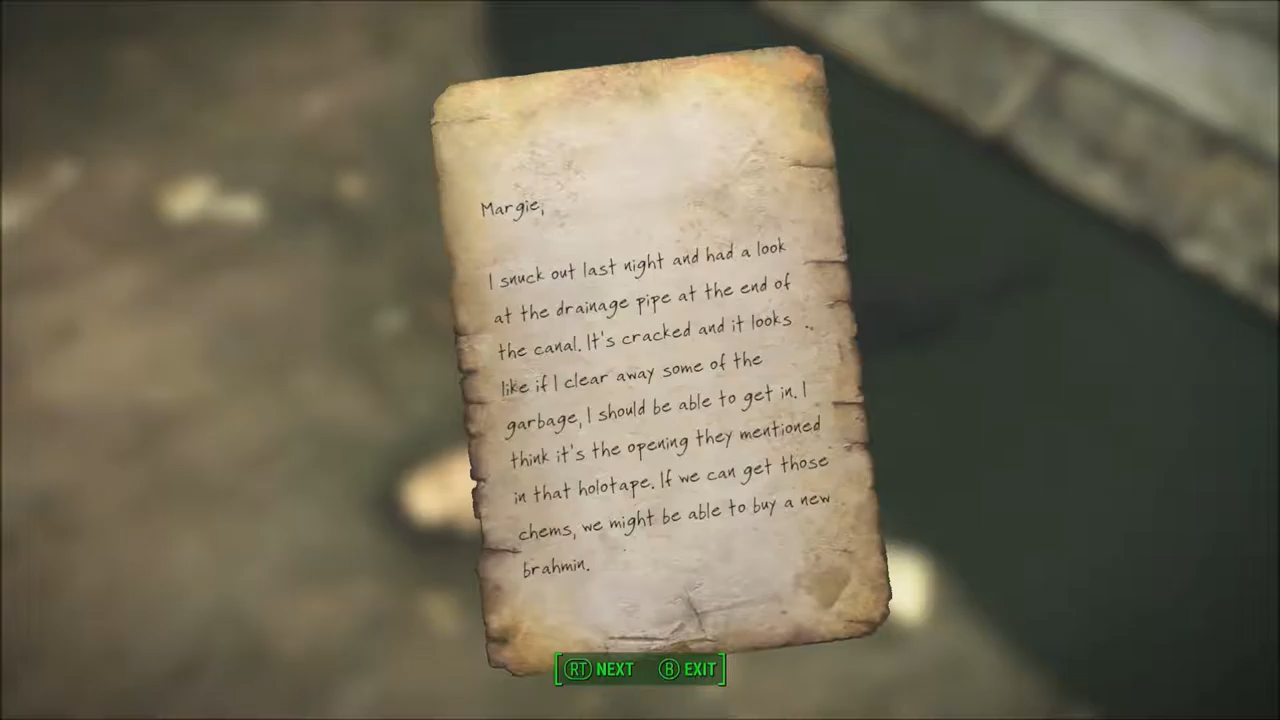 Margie,
I snuck out last night and had a look
at the drainage pipe at the end of
the canal. It's cracked and it looks
like if I clear away some of the
garbage, I should be able to get in. I
think it's the opening they mentioned
in that holotape. If we can get those
chems, we might be able to buy a new
brahmin.
RT NEXT B EXIT